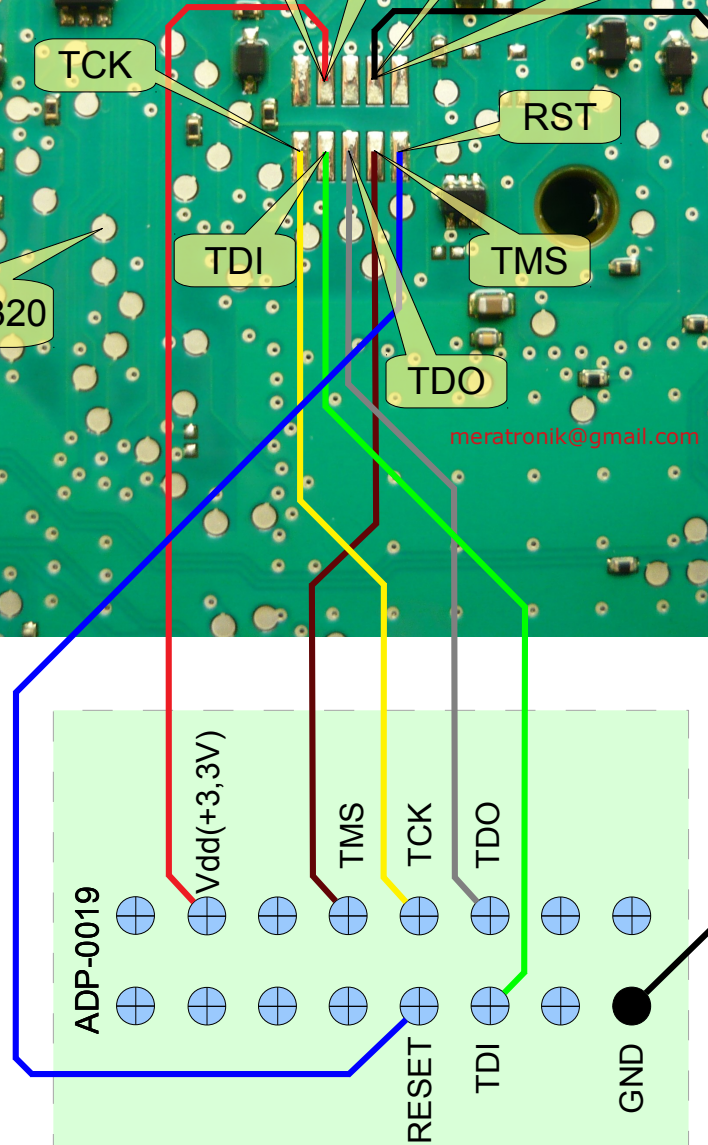 TCK
RST
TDI
TMS
320
TDO
meratronik@gmail.com
Vdd(+3,3V)
TMS
TCK
TDO
ADP-0019
RESET
TDI
GND